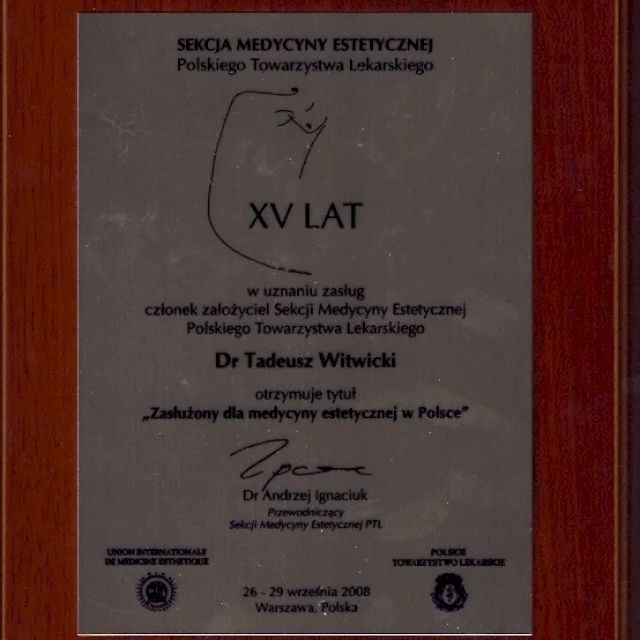 SEKCJA MEDYCYNY ESTETYCZNEJ
Polskiego Towarzystwa Lekarskiego
XV LAT
w uznaniu zasług
członek założyciel Sekcji Medycyny Estetycznej
Polskiego Towarzystwa Lekarskiego
Dr Tadeusz Witwicki
otrzymuje tytuł
„Zasłużony dla medycyny estetycznej w Polsce”
Dr Andrzej Ignaciuk
Przewodniczący
Sekcji Medycyny Estetycznej PTL
UNION INTERNATIONALE
DE MEDECINE ESTHETIQUE
POLSKIE
TOWARZYSTWO LEKARSKIE
26 - 29 września 2008
Warszawa, Polska